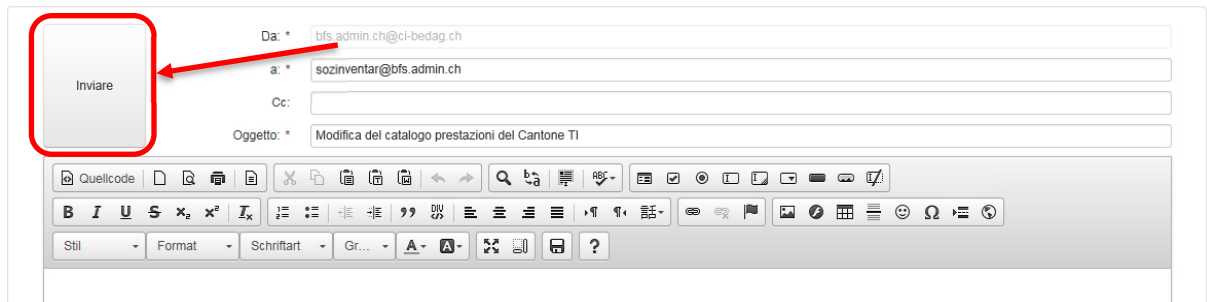 Da: * bfs.admin.ch@ci-bedag.ch
Inviare
a: * sozinventar@bfs.admin.ch
Cc:
Oggetto: * Modifica del catalogo prestazioni del Cantone TI
Quellcode
Stil Format Schriftart Gr...